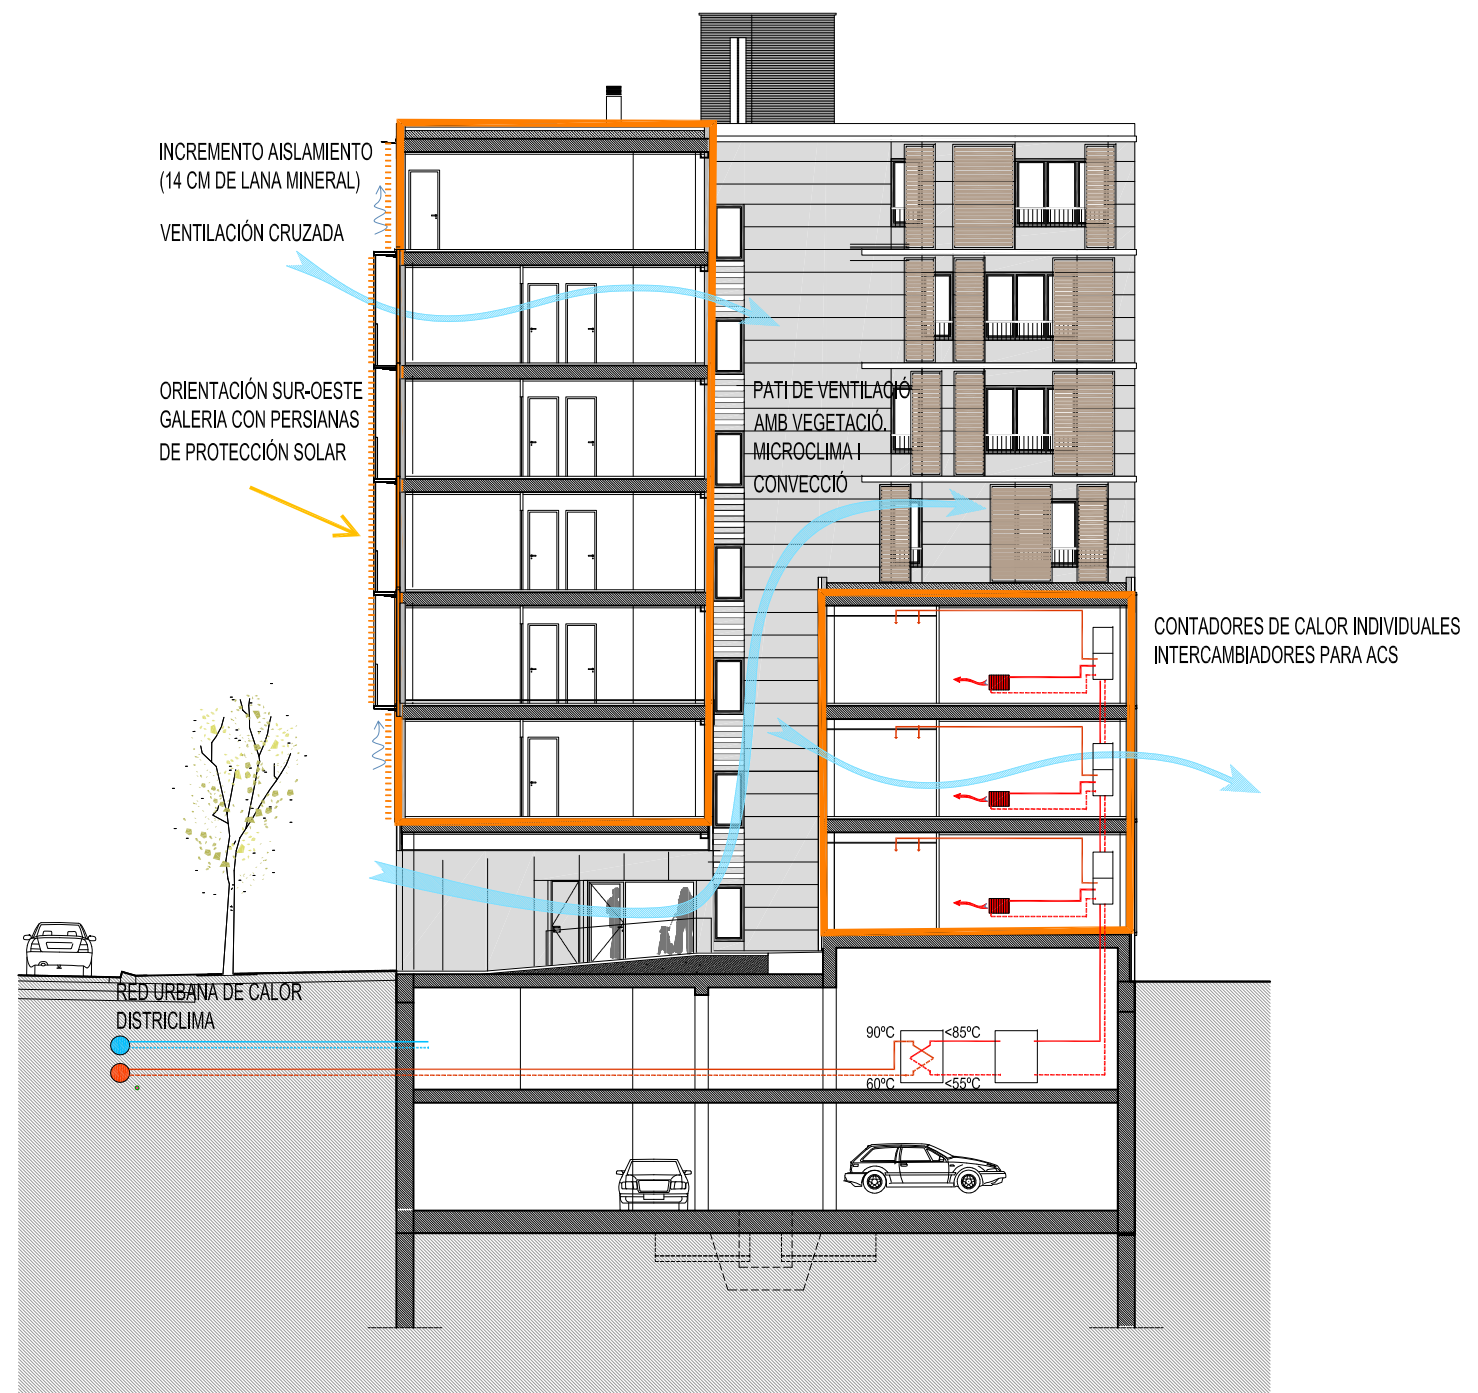 INCREMENTO AISLAMIENTO
(14 CM DE LANA MINERAL)
VENTILACIÓN CRUZADA
ORIENTACIÓN SUR-OESTE
GALERIA CON PERSIANAS
DE PROTECCIÓN SOLAR
PATI DE VENTILACIÓ
AMB VEGETACIÓ.
MICROCLIMA I
CONVECCIÓ
CONTADORES DE CALOR INDIVIDUALES
INTERCAMBIADORES PARA ACS
RED URBANA DE CALOR
DISTRICLIMA
90ºC <85ºC
60ºC <55ºC